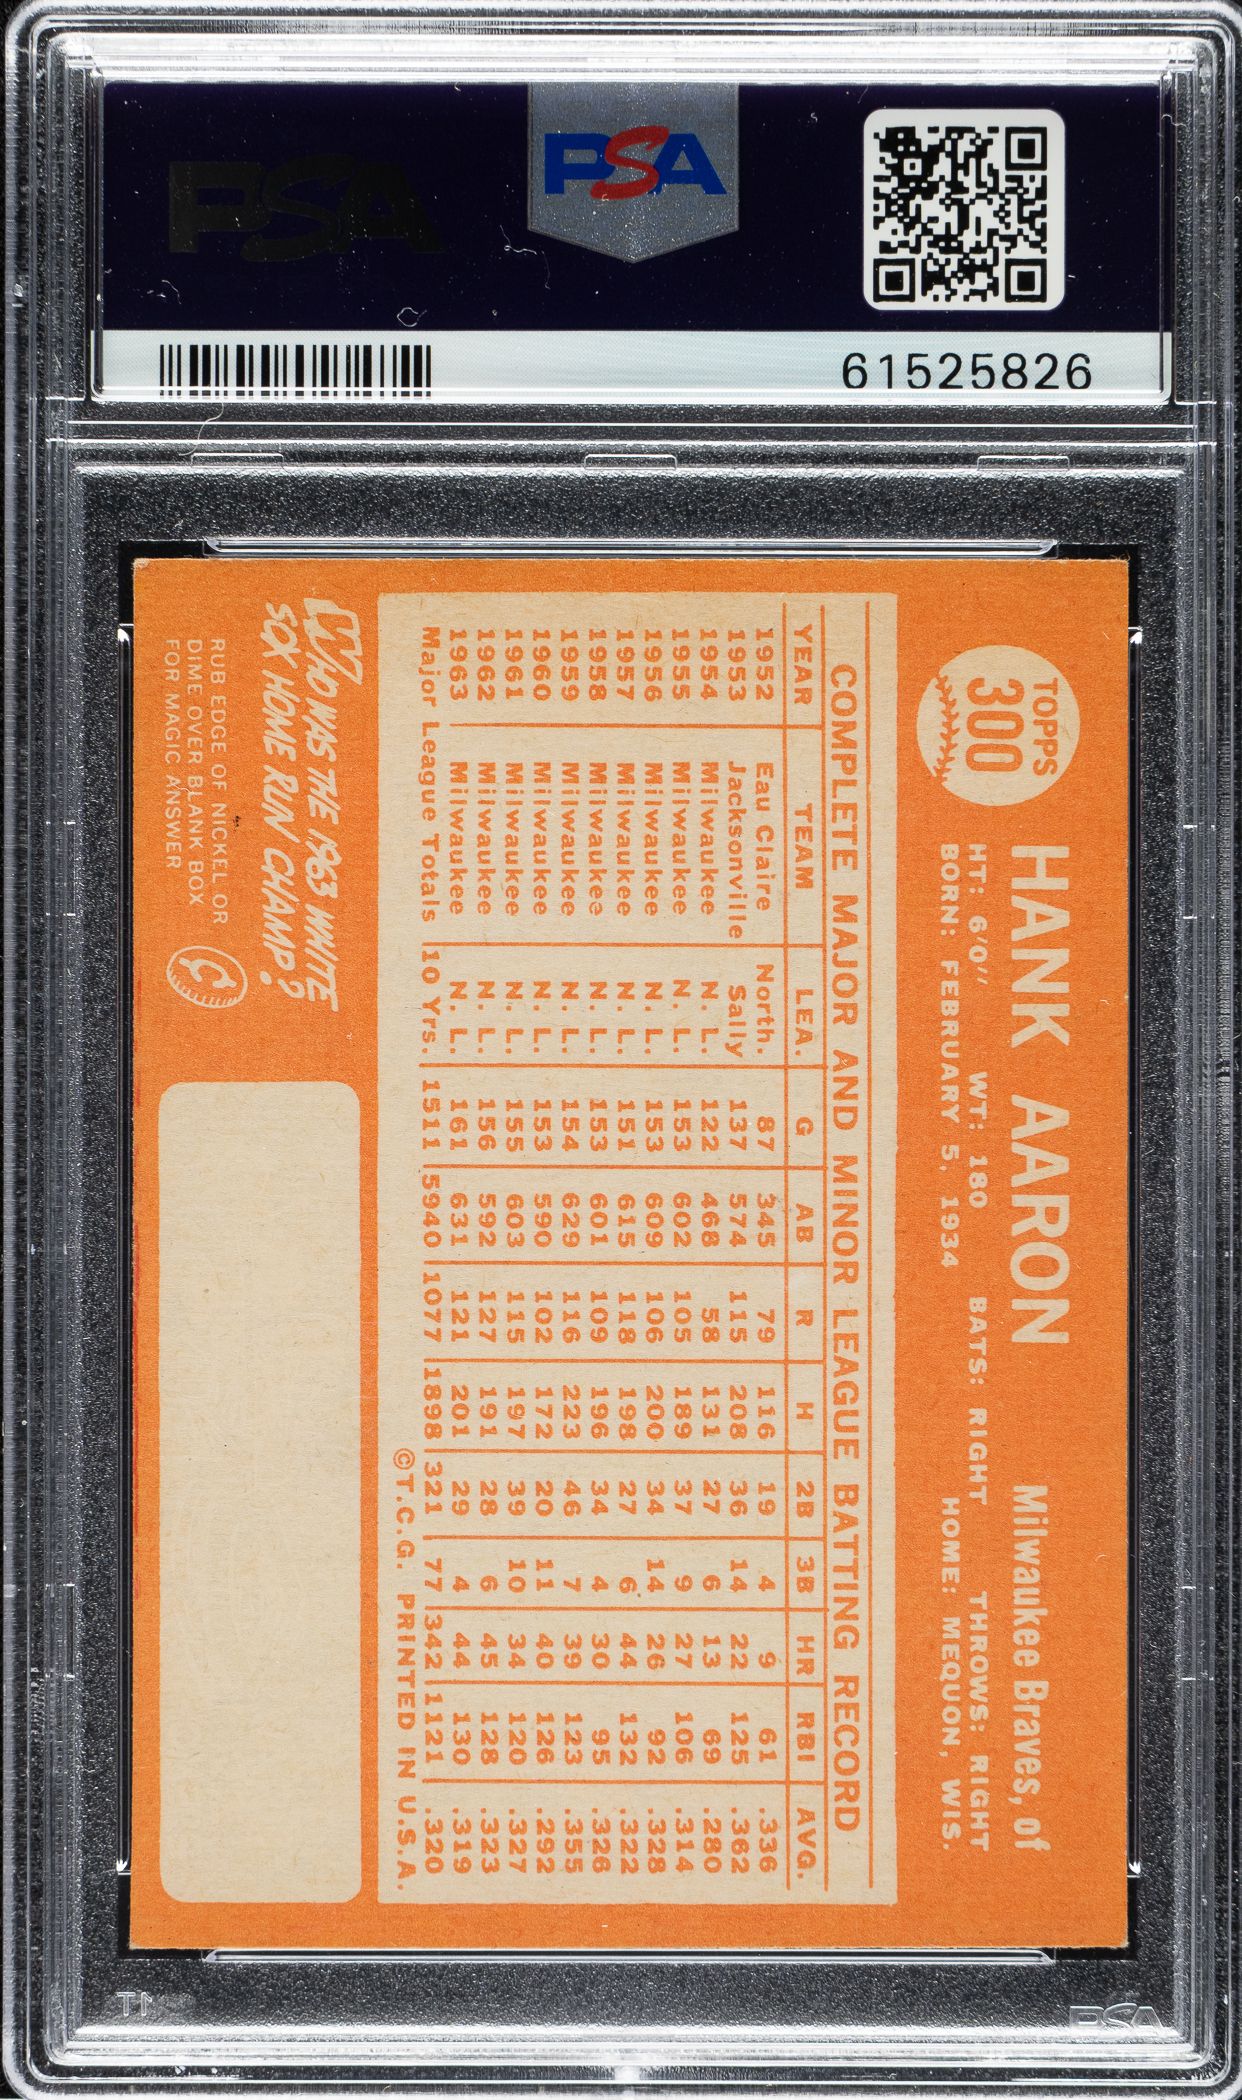 PSA
PSA
61525826
TOPPS
300
HANK AARON Milwaukee Braves, of
HT: 6'0" WT: 180 BATS: RIGHT THROWS: RIGHT
BORN: FEBRUARY 5, 1934 HOME: MEQUON, WIS.
COMPLETE MAJOR AND MINOR LEAGUE BATTING RECORD
YEAR TEAM LEA. G AB R H 2B 3B HR RBI AVG.
1952 Eau Claire North. 87 345 79 116 19 4 9 61 .336
1953 Jacksonville Sally 137 574 115 208 36 14 22 125 .362
1954 Milwaukee N. L. 122 468 58 131 27 6 13 69 .280
1955 Milwaukee N. L. 153 602 105 189 37 9 27 106 .314
1956 Milwaukee N. L. 153 609 106 200 34 14 26 92 .328
1957 Milwaukee N. L. 151 615 118 198 27 6 44 132 .322
1958 Milwaukee N. L. 153 601 109 196 34 4 30 95 .326
1959 Milwaukee N. L. 154 629 116 223 46 7 39 123 .355
1960 Milwaukee N. L. 153 590 102 172 20 11 40 126 .292
1961 Milwaukee N. L. 155 603 115 197 39 10 34 120 .327
1962 Milwaukee N. L. 156 592 127 191 28 6 45 128 .323
1963 Milwaukee N. L. 161 631 121 201 29 4 44 130 .319
Major League Totals 10 Yrs. 1511 5940 1077 1898 321 77 342 1121 .320
©T.C.G. PRINTED IN U.S.A.
WHO WAS THE 1963 WHITE
SOX HOME RUN CHAMP?
RUB EDGE OF NICKEL OR
DIME OVER BLANK BOX
FOR MAGIC ANSWER
PSA